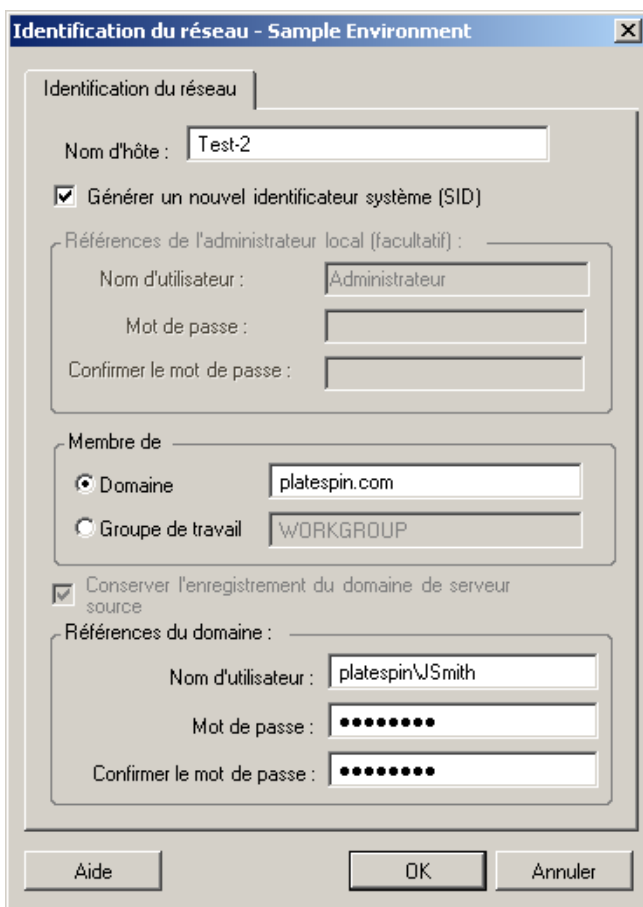 Identification du réseau - Sample Environment
Identification du réseau
Nom d'hôte : Test-2
Générer un nouvel identificateur système (SID)
Références de l'administrateur local (facultatif) :
Nom d'utilisateur : Administrateur
Mot de passe :
Confirmer le mot de passe :
Membre de
Domaine platespin.com
Groupe de travail WORKGROUP
Conserver l'enregistrement du domaine de serveur
source
Références du domaine :
Nom d'utilisateur : platespin\JSmith
Mot de passe : ●●●●●●●●
Confirmer le mot de passe : ●●●●●●●●
Aide OK Annuler